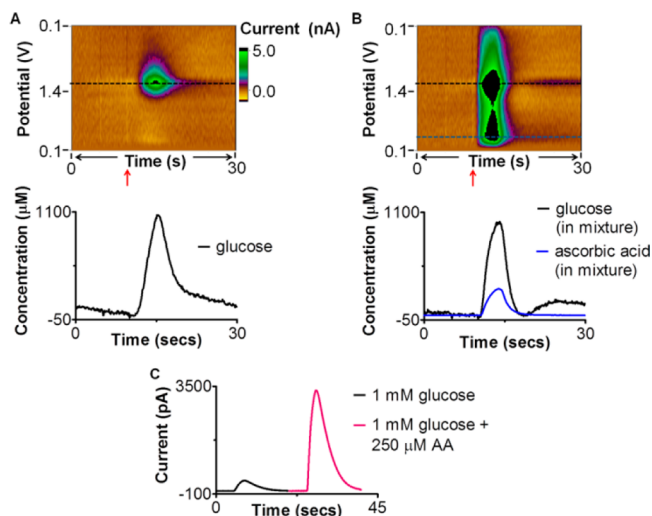 A
Potential (V)
0.1
1.4
0.1
Current (nA)
5.0
0.0
0
Time (s)
30
B
Potential (V)
0.1
1.4
0.1
0
Time (s)
30
Concentration (μM)
1100
-50
glucose
0
30
Time (secs)
Concentration (μM)
1100
-50
glucose
(in mixture)
ascorbic acid
(in mixture)
0
30
Time (secs)
C
Current (pA)
3500
-100
1 mM glucose
1 mM glucose +
250 μM AA
0
45
Time (secs)